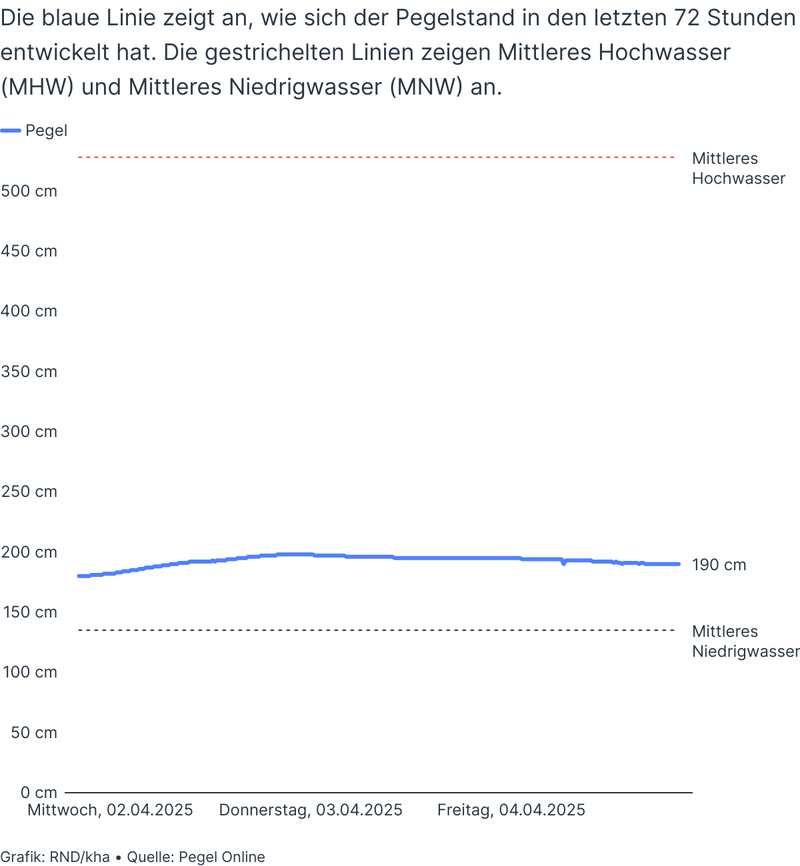 Die blaue Linie zeigt an, wie sich der Pegelstand in den letzten 72 Stunden
entwickelt hat. Die gestrichelten Linien zeigen Mittleres Hochwasser
(MHW) und Mittleres Niedrigwasser (MNW) an.
Pegel
Mittleres
Hochwasser
500 cm
450 cm
400 cm
350 cm
300 cm
250 cm
200 cm
190 cm
150 cm
Mittleres
Niedrigwasser
100 cm
50 cm
0 cm
Mittwoch, 02.04.2025 Donnerstag, 03.04.2025 Freitag, 04.04.2025
Grafik: RND/kha • Quelle: Pegel Online